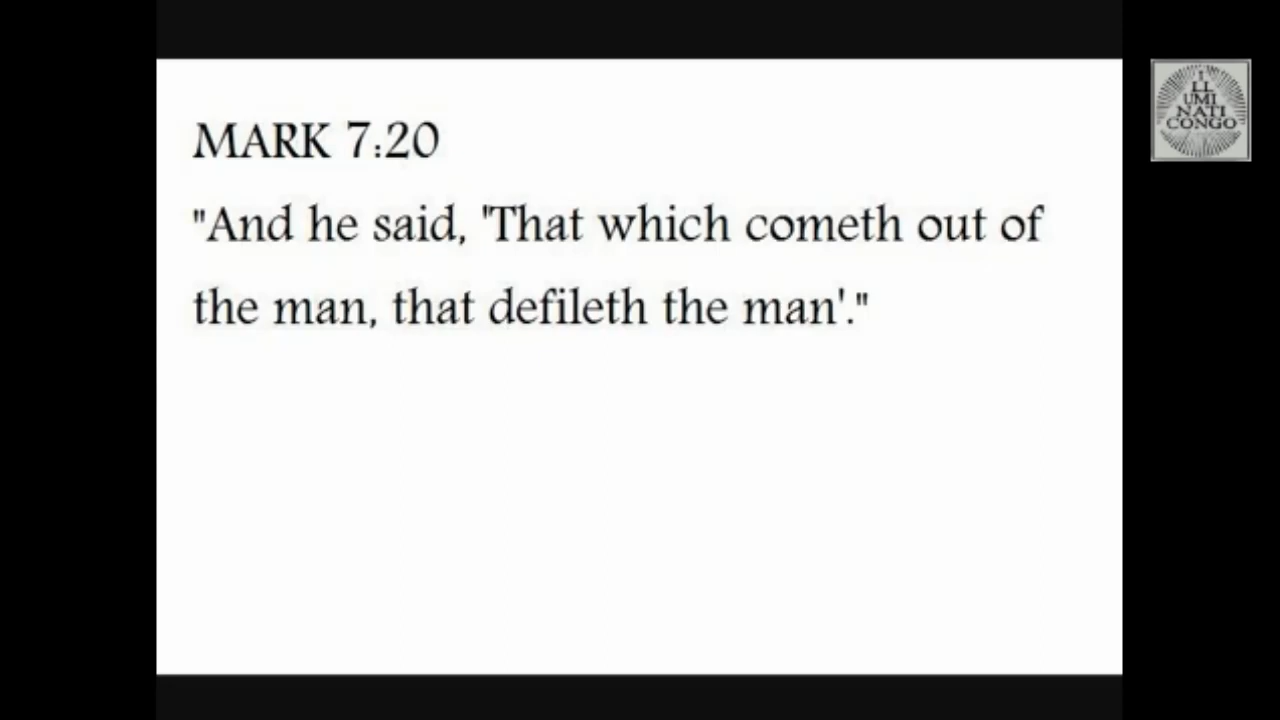 MARK 7:20
"And he said, 'That which cometh out of
the man, that defileth the man'."
I
LL
UMI
NATI
CONGO